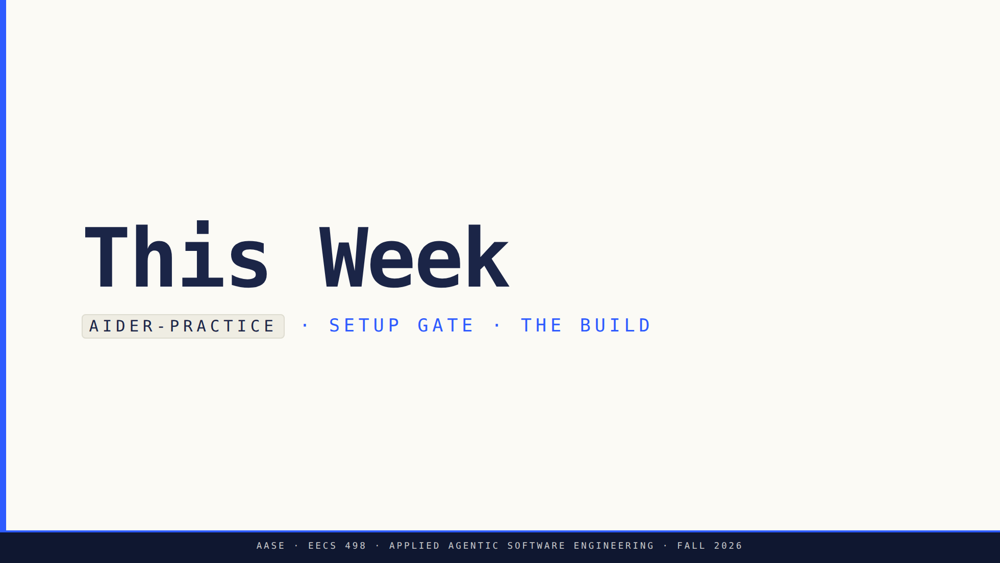 This Week
AIDER-PRACTICE · SETUP GATE · THE BUILD
AASE · EECS 498 · APPLIED AGENTIC SOFTWARE ENGINEERING · FALL 2026